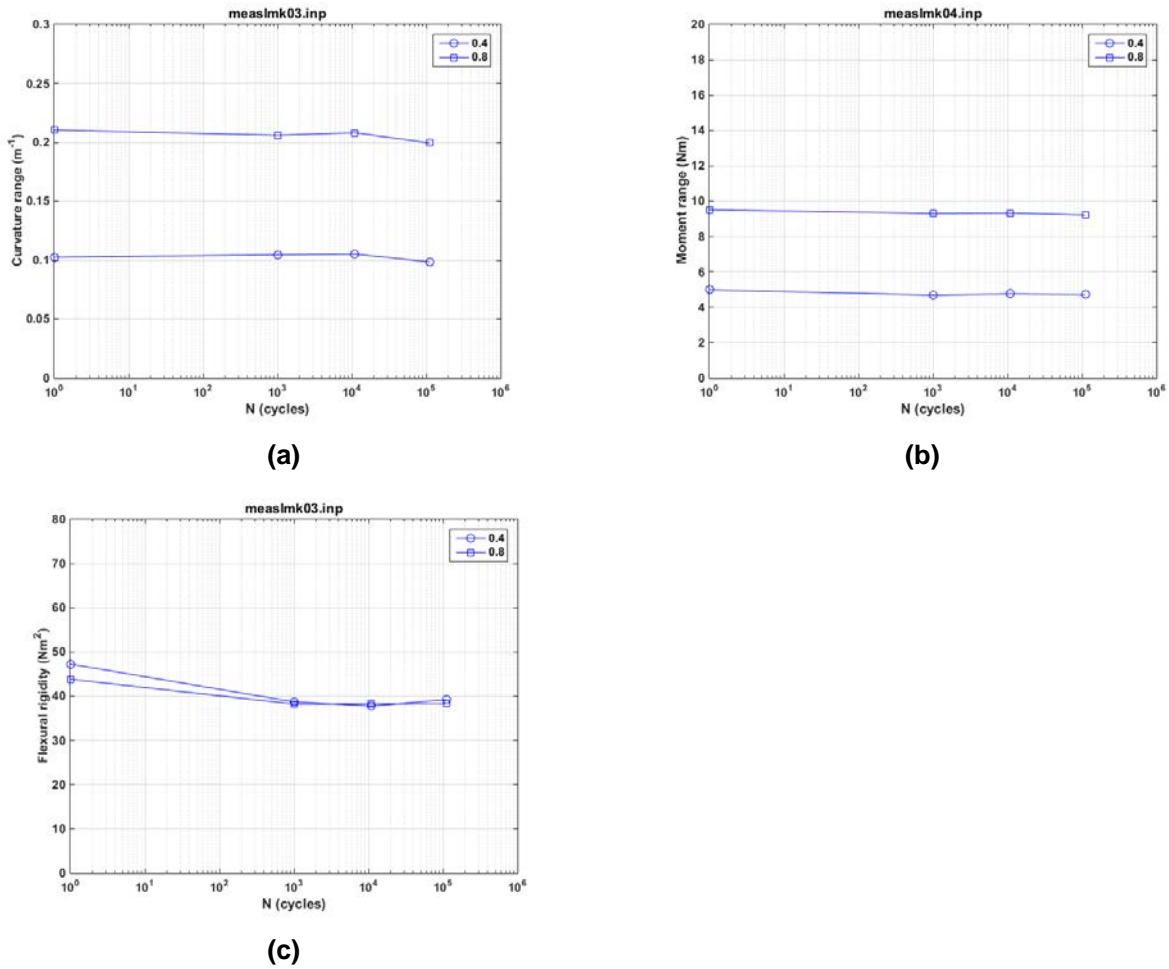 measlmk03.inp
0.3
0.25
0.2
0.15
0.1
0.05
0
Curvature range (m⁻¹)
0.4
0.8
10⁰ 10¹ 10² 10³ 10⁴ 10⁵ 10⁶
N (cycles)
(a)
measlmk04.inp
20
18
16
14
12
10
8
6
4
2
0
Moment range (Nm)
0.4
0.8
10⁰ 10¹ 10² 10³ 10⁴ 10⁵ 10⁶
N (cycles)
(b)
measlmk03.inp
80
70
60
50
40
30
20
10
0
Flexural rigidity (Nm²)
0.4
0.8
10⁰ 10¹ 10² 10³ 10⁴ 10⁵ 10⁶
N (cycles)
(c)